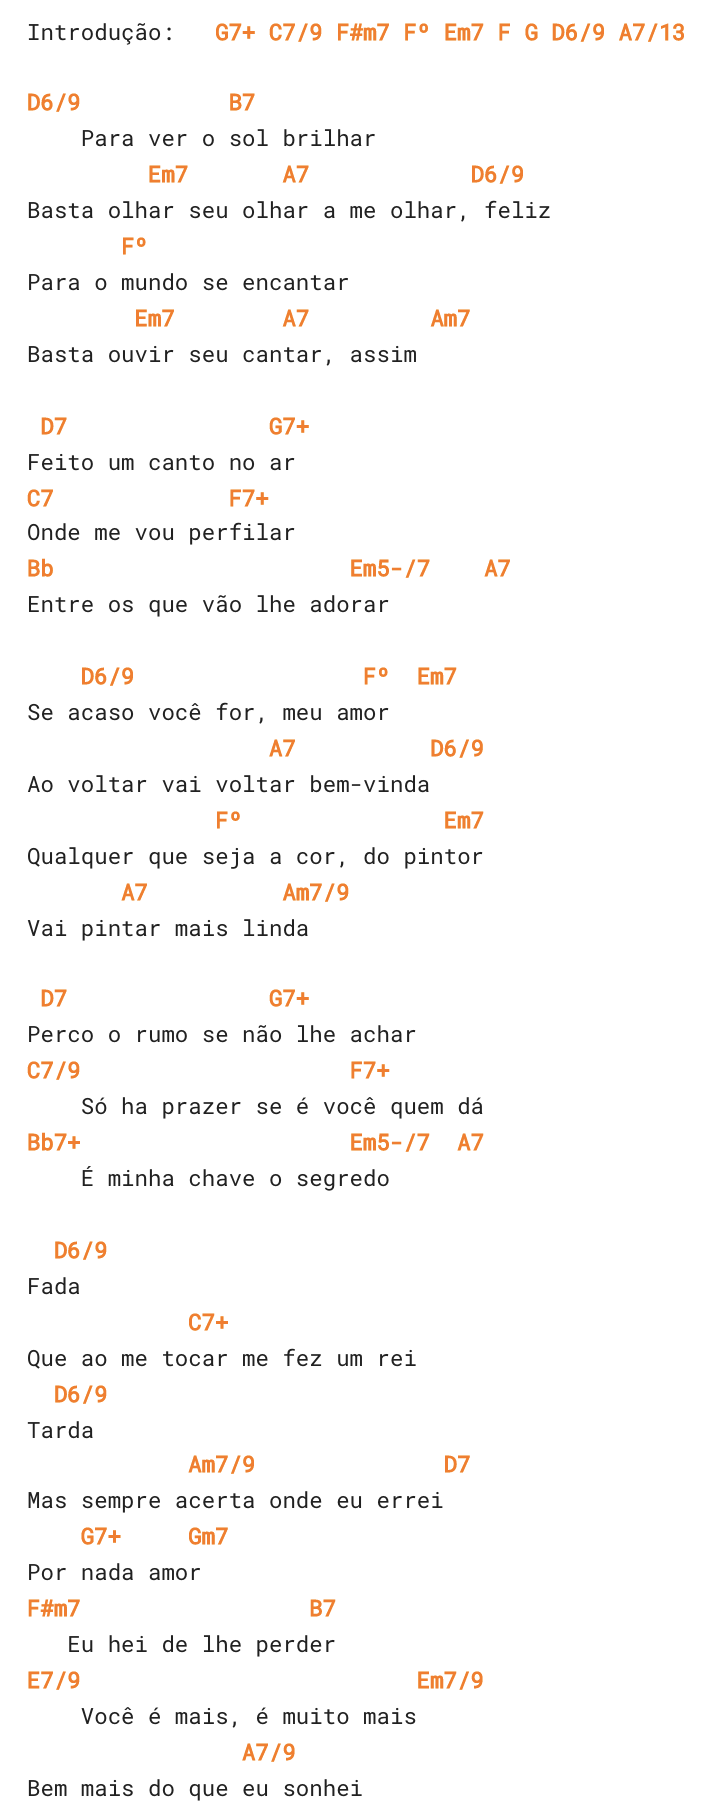 Introdução:   G7+ C7/9 F#m7 Fº Em7 F G D6/9 A7/13

D6/9           B7
    Para ver o sol brilhar
         Em7       A7            D6/9
Basta olhar seu olhar a me olhar, feliz
       Fº
Para o mundo se encantar
        Em7        A7         Am7
Basta ouvir seu cantar, assim

 D7               G7+
Feito um canto no ar
C7             F7+
Onde me vou perfilar
Bb                      Em5-/7    A7
Entre os que vão lhe adorar

    D6/9                 Fº  Em7
Se acaso você for, meu amor
                  A7          D6/9
Ao voltar vai voltar bem-vinda
              Fº               Em7
Qualquer que seja a cor, do pintor
       A7          Am7/9
Vai pintar mais linda

 D7               G7+
Perco o rumo se não lhe achar
C7/9                    F7+
    Só ha prazer se é você quem dá
Bb7+                    Em5-/7  A7
    É minha chave o segredo

  D6/9
Fada
            C7+
Que ao me tocar me fez um rei
  D6/9
Tarda
            Am7/9              D7
Mas sempre acerta onde eu errei
    G7+     Gm7
Por nada amor
F#m7                 B7
   Eu hei de lhe perder
E7/9                         Em7/9
    Você é mais, é muito mais
                A7/9
Bem mais do que eu sonhei